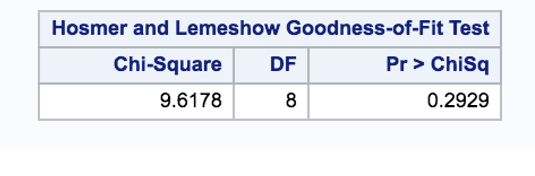 Hosmer and Lemeshow Goodness-of-Fit Test
Chi-Square DF Pr > ChiSq
9.6178 8 0.2929